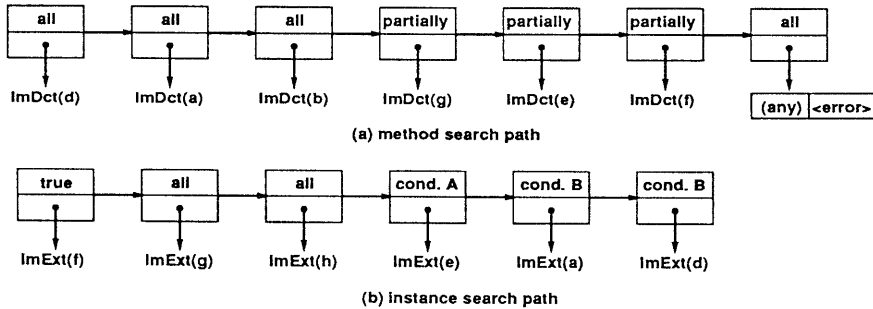 all all all partially partially partially all
ImDct(d) ImDct(a) ImDct(b) ImDct(g) ImDct(e) ImDct(f) (any) <error>
(a) method search path
true all all cond. A cond. B cond. B
ImExt(f) ImExt(g) ImExt(h) ImExt(e) ImExt(a) ImExt(d)
(b) instance search path